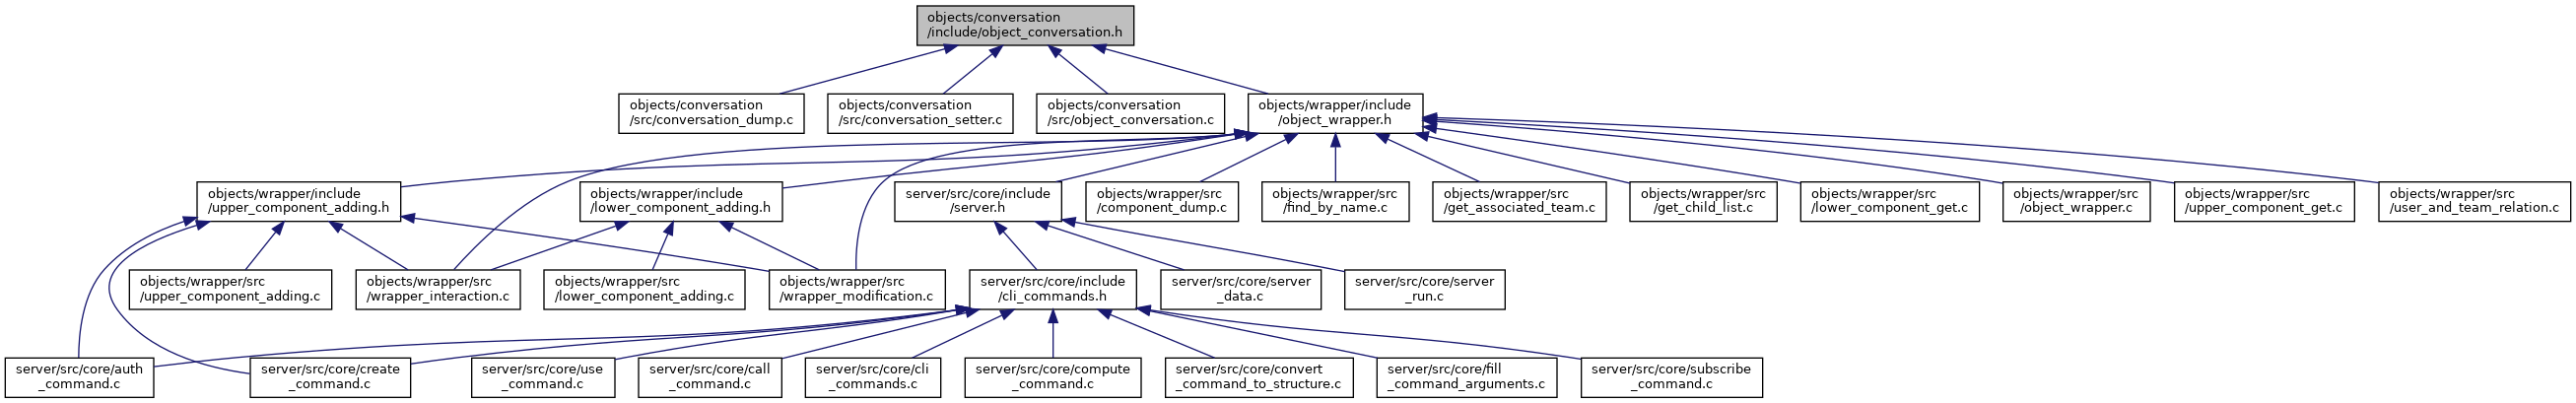 objects/conversation
/include/object_conversation.h
objects/conversation
/src/conversation_dump.c
objects/conversation
/src/conversation_setter.c
objects/conversation
/src/object_conversation.c
objects/wrapper/include
/object_wrapper.h
objects/wrapper/include
/upper_component_adding.h
objects/wrapper/include
/lower_component_adding.h
server/src/core/include
/server.h
objects/wrapper/src
/component_dump.c
objects/wrapper/src
/find_by_name.c
objects/wrapper/src
/get_associated_team.c
objects/wrapper/src
/get_child_list.c
objects/wrapper/src
/lower_component_get.c
objects/wrapper/src
/object_wrapper.c
objects/wrapper/src
/upper_component_get.c
objects/wrapper/src
/user_and_team_relation.c
objects/wrapper/src
/upper_component_adding.c
objects/wrapper/src
/wrapper_interaction.c
objects/wrapper/src
/lower_component_adding.c
objects/wrapper/src
/wrapper_modification.c
server/src/core/include
/cli_commands.h
server/src/core/server
_data.c
server/src/core/server
_run.c
server/src/core/auth
_command.c
server/src/core/create
_command.c
server/src/core/use
_command.c
server/src/core/call
_command.c
server/src/core/cli
_commands.c
server/src/core/compute
_command.c
server/src/core/convert
_command_to_structure.c
server/src/core/fill
_command_arguments.c
server/src/core/subscribe
_command.c